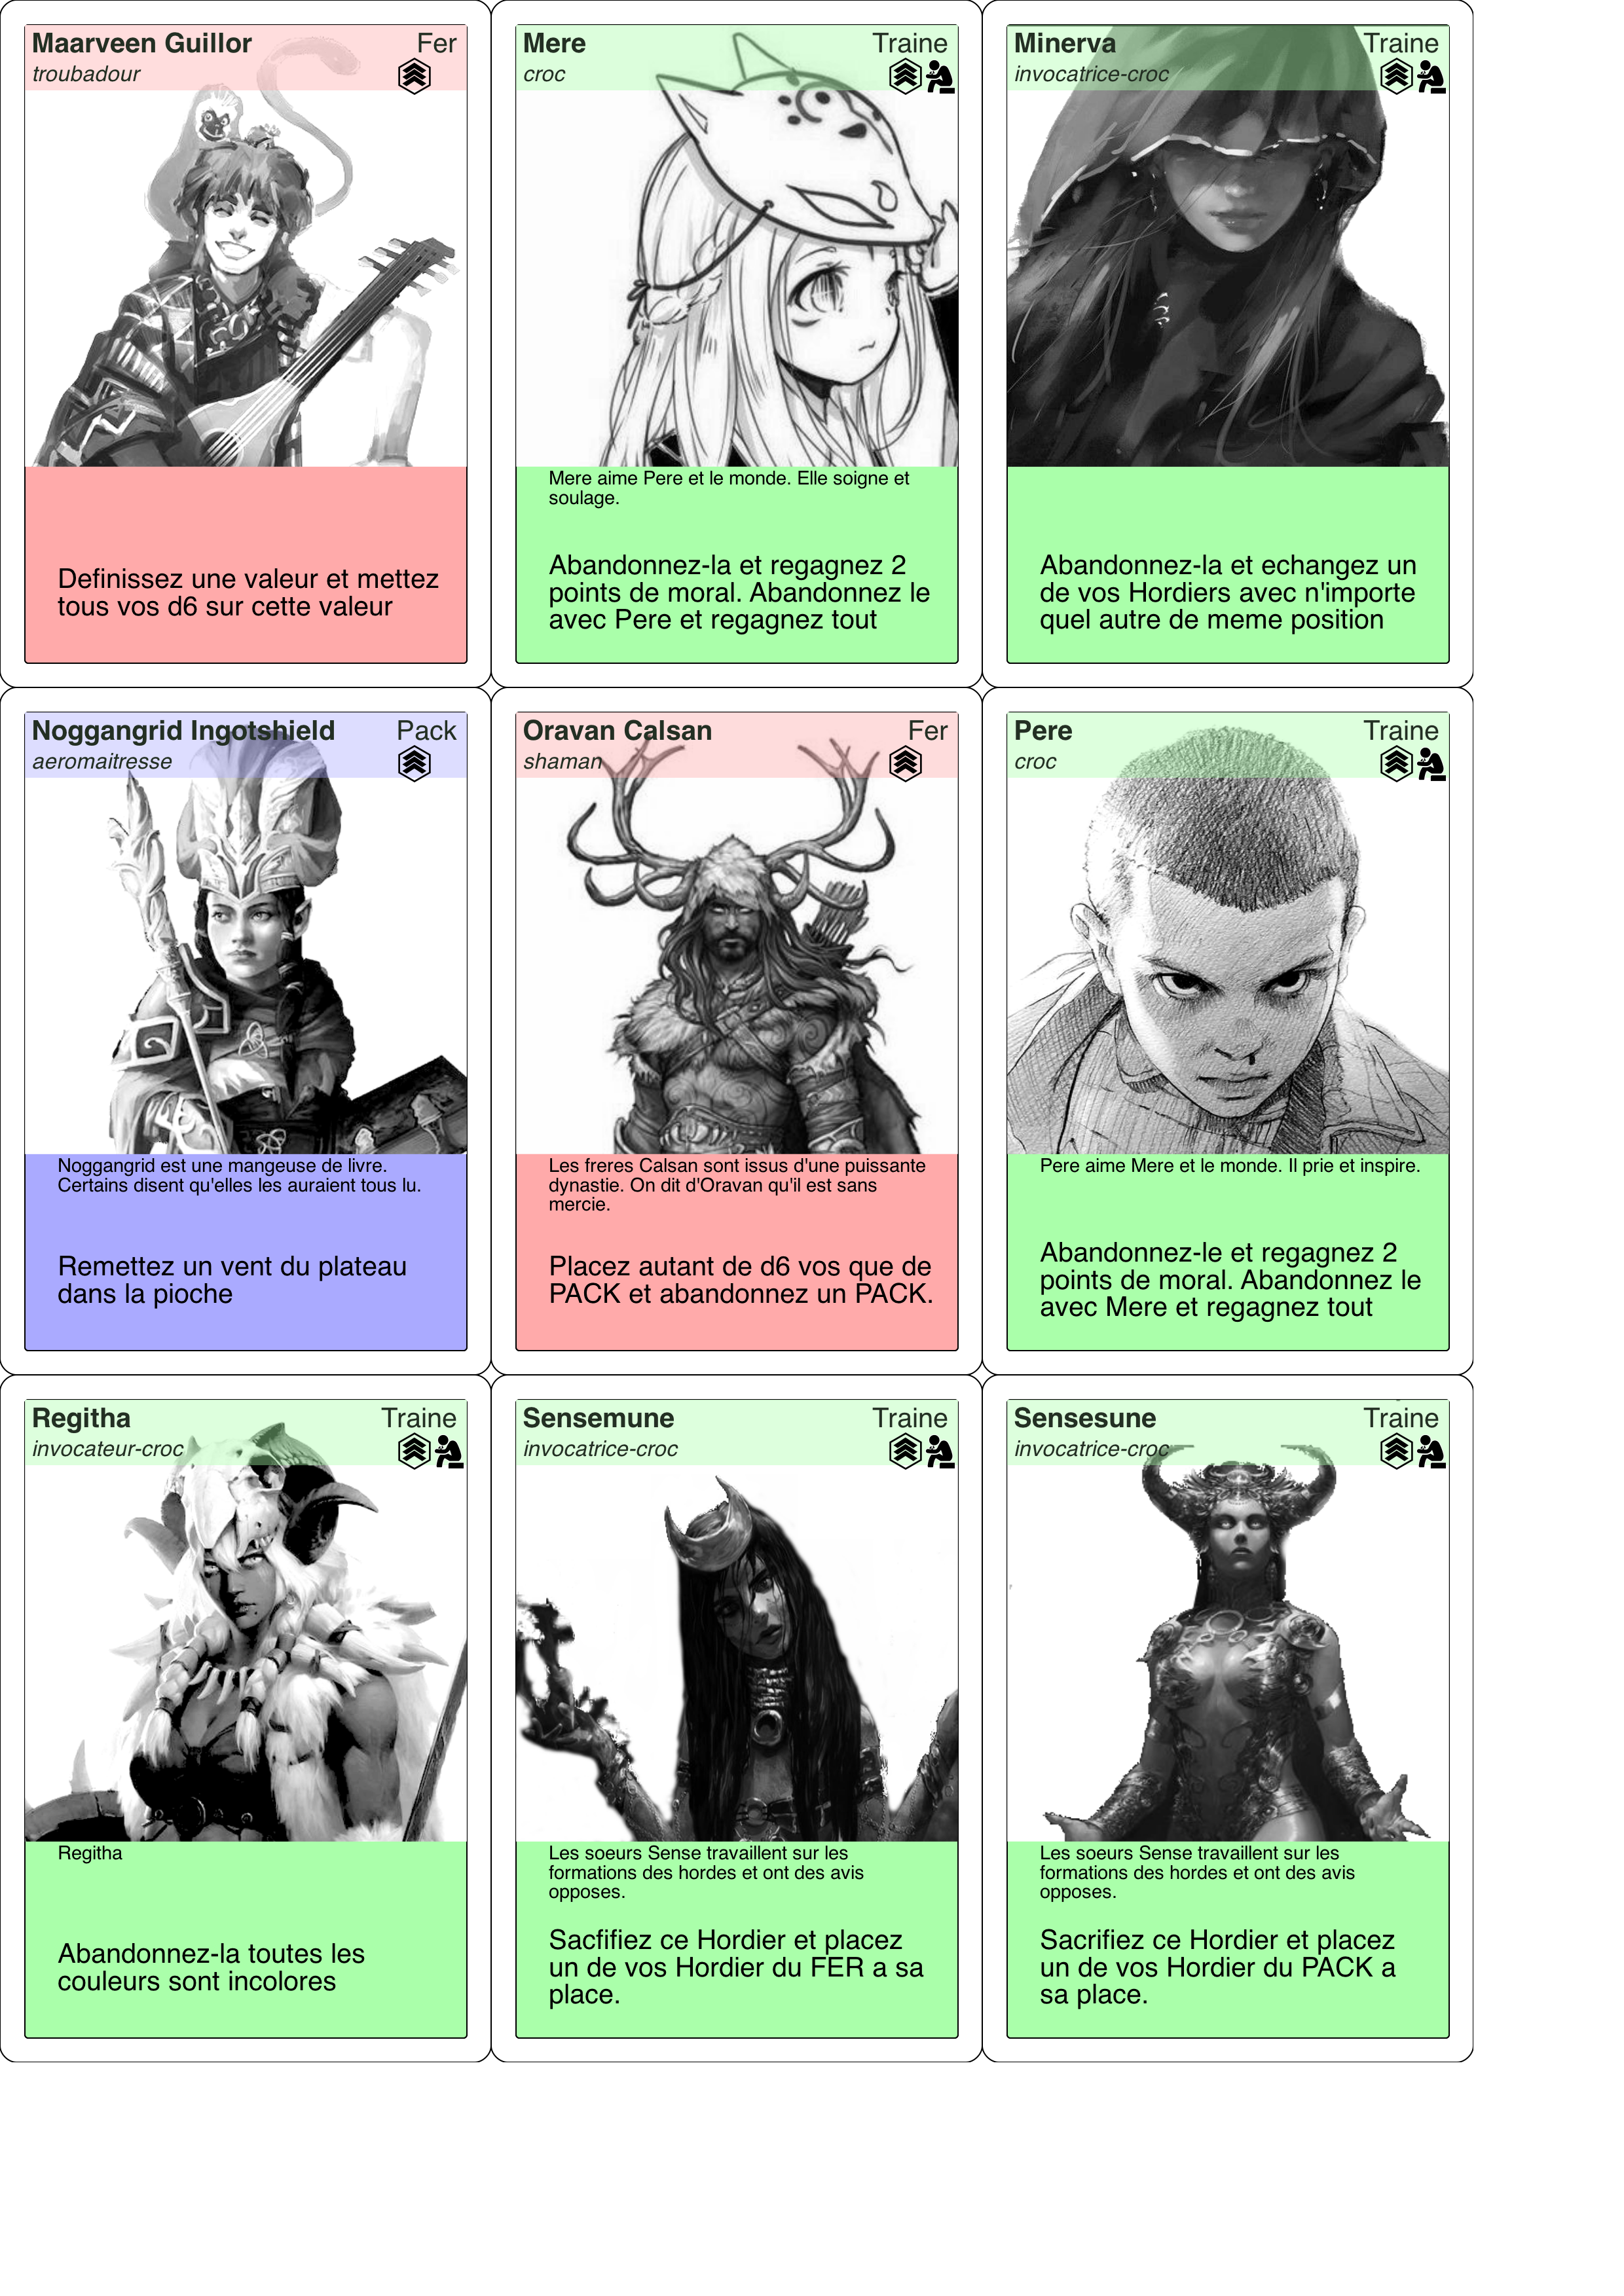 Maarveen Guillor
Fer
troubadour
Definissez une valeur et mettez
tous vos d6 sur cette valeur
Mere
Traine
croc
Mere aime Pere et le monde. Elle soigne et
soulage.
Abandonnez-la et regagnez 2
points de moral. Abandonnez le
avec Pere et regagnez tout
Minerva
Traine
invocatrice-croc
Abandonnez-la et echangez un
de vos Hordiers avec n'importe
quel autre de meme position
Noggangrid Ingotshield
Pack
aeromaitresse
Noggangrid est une mangeuse de livre.
Certains disent qu'elles les auraient tous lu.
Remettez un vent du plateau
dans la pioche
Oravan Calsan
Fer
shaman
Les freres Calsan sont issus d'une puissante
dynastie. On dit d'Oravan qu'il est sans
mercie.
Placez autant de d6 vos que de
PACK et abandonnez un PACK.
Pere
Traine
croc
Pere aime Mere et le monde. Il prie et inspire.
Abandonnez-le et regagnez 2
points de moral. Abandonnez le
avec Mere et regagnez tout
Regitha
Traine
invocateur-croc
Regitha
Abandonnez-la toutes les
couleurs sont incolores
Sensemune
Traine
invocatrice-croc
Les soeurs Sense travaillent sur les
formations des hordes et ont des avis
opposes.
Sacfifiez ce Hordier et placez
un de vos Hordier du FER a sa
place.
Sensesune
Traine
invocatrice-croc
Les soeurs Sense travaillent sur les
formations des hordes et ont des avis
opposes.
Sacrifiez ce Hordier et placez
un de vos Hordier du PACK a
sa place.